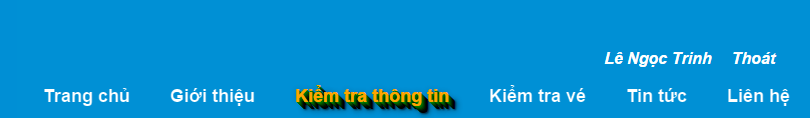 Lê Ngọc Trinh Thoát
Trang chủ Giới thiệu Kiểm tra thông tin Kiểm tra vé Tin tức Liên hệ